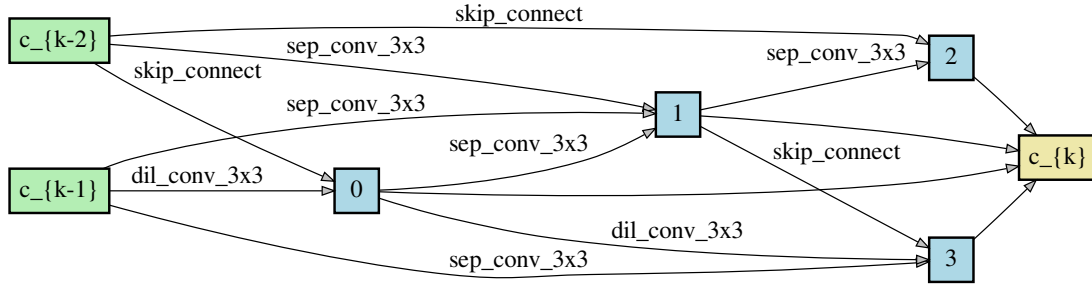 skip_connect
c_{k-2}
sep_conv_3x3
sep_conv_3x3
2
skip_connect
sep_conv_3x3
1
sep_conv_3x3
skip_connect
c_{k}
dil_conv_3x3
c_{k-1}
0
dil_conv_3x3
sep_conv_3x3
3